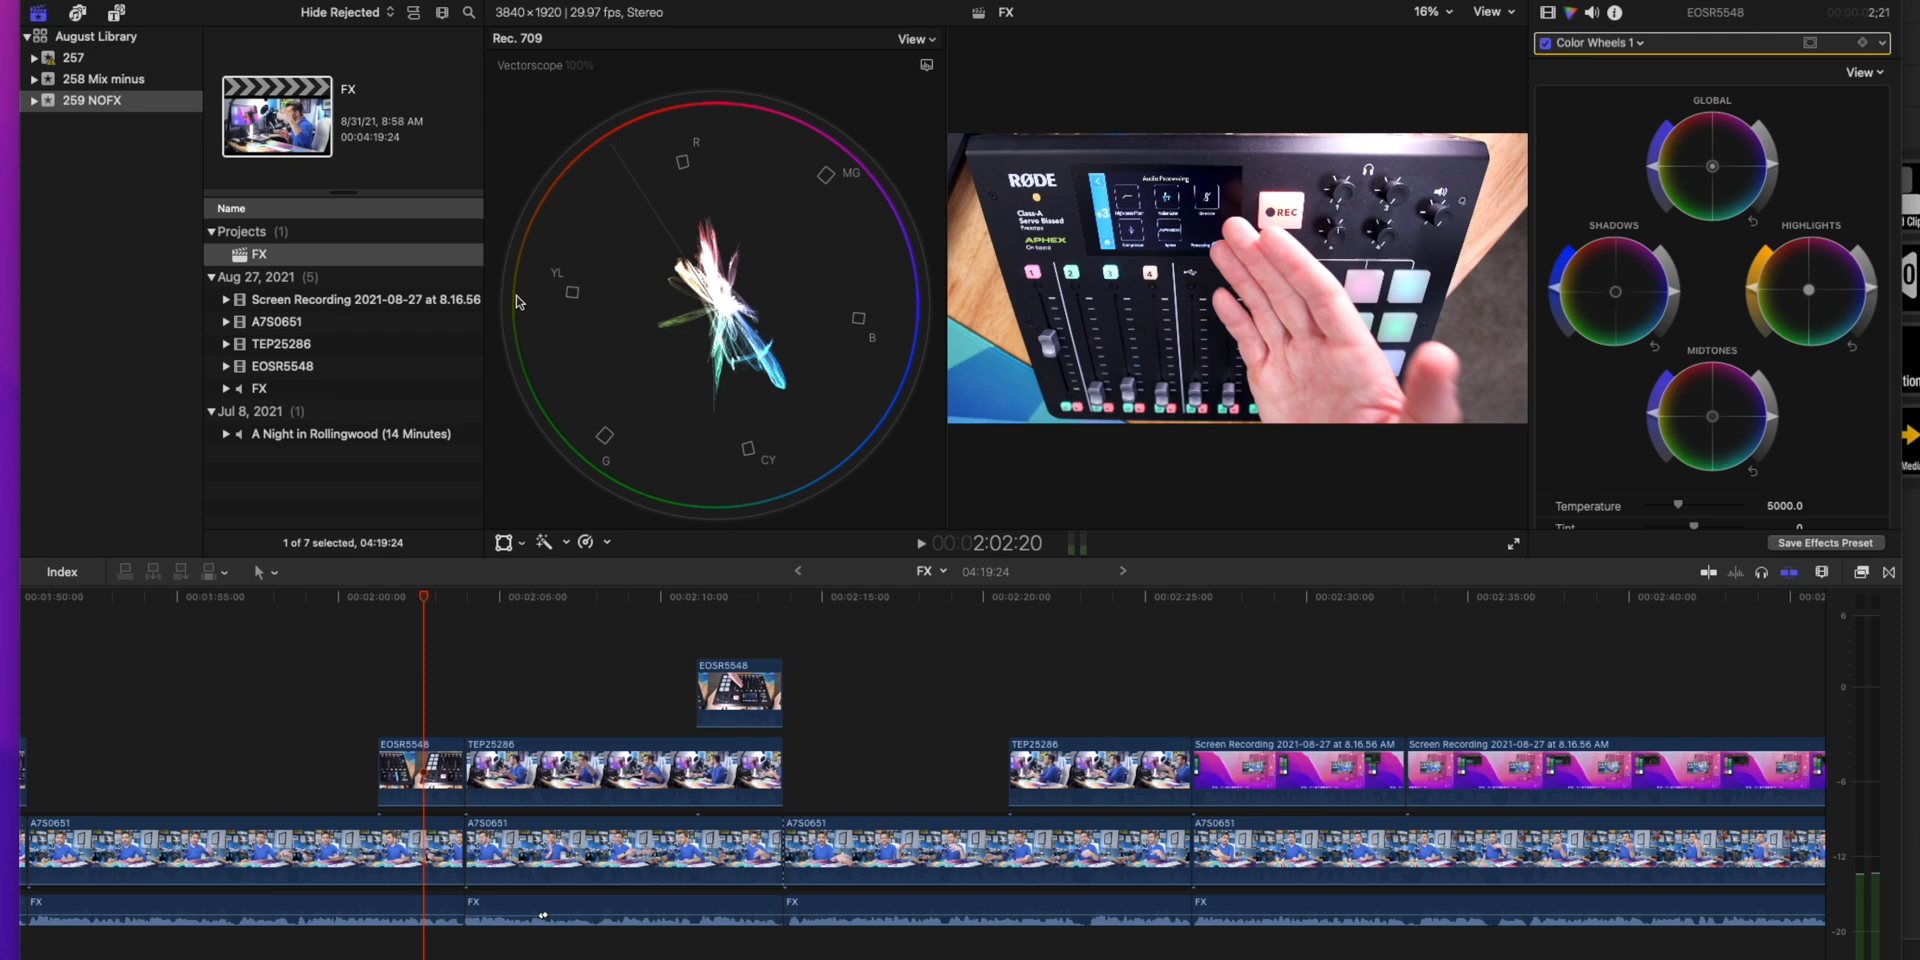 Hide Rejected
3840×1920 | 29.97 fps, Stereo
FX
16%
View
EOSR5548
00:00:02;21
August Library
257
258 Mix minus
259 NOFX
FX
8/31/21, 8:58 AM
00:04:19:24
Name
Projects (1)
FX
Aug 27, 2021 (5)
Screen Recording 2021-08-27 at 8.16.56
A7S0651
TEP25286
EOSR5548
FX
Jul 8, 2021 (1)
A Night in Rollingwood (14 Minutes)
1 of 7 selected, 04:19:24
Rec. 709
View
Vectorscope 100%
R
MG
YL
B
G
CY
RØDE
Class-A
Servo Biased
Preamps
APHEX
On board
Audio Processing
REC
1
2
3
4
Color Wheels 1
View
GLOBAL
SHADOWS
HIGHLIGHTS
MIDTONES
Temperature
5000.0
Tint
0
00:02:02:20
Save Effects Preset
Index
FX
04:19:24
00:01:50:00
00:01:55:00
00:02:00:00
00:02:05:00
00:02:10:00
00:02:15:00
00:02:20:00
00:02:25:00
00:02:30:00
00:02:35:00
00:02:40:00
00:02
EOSR5548
EOSR5548
TEP25286
TEP25286
Screen Recording 2021-08-27 at 8.16.56 AM
Screen Recording 2021-08-27 at 8.16.56 AM
A7S0651
A7S0651
A7S0651
A7S0651
FX
FX
FX
FX
6
0
-6
-12
-20